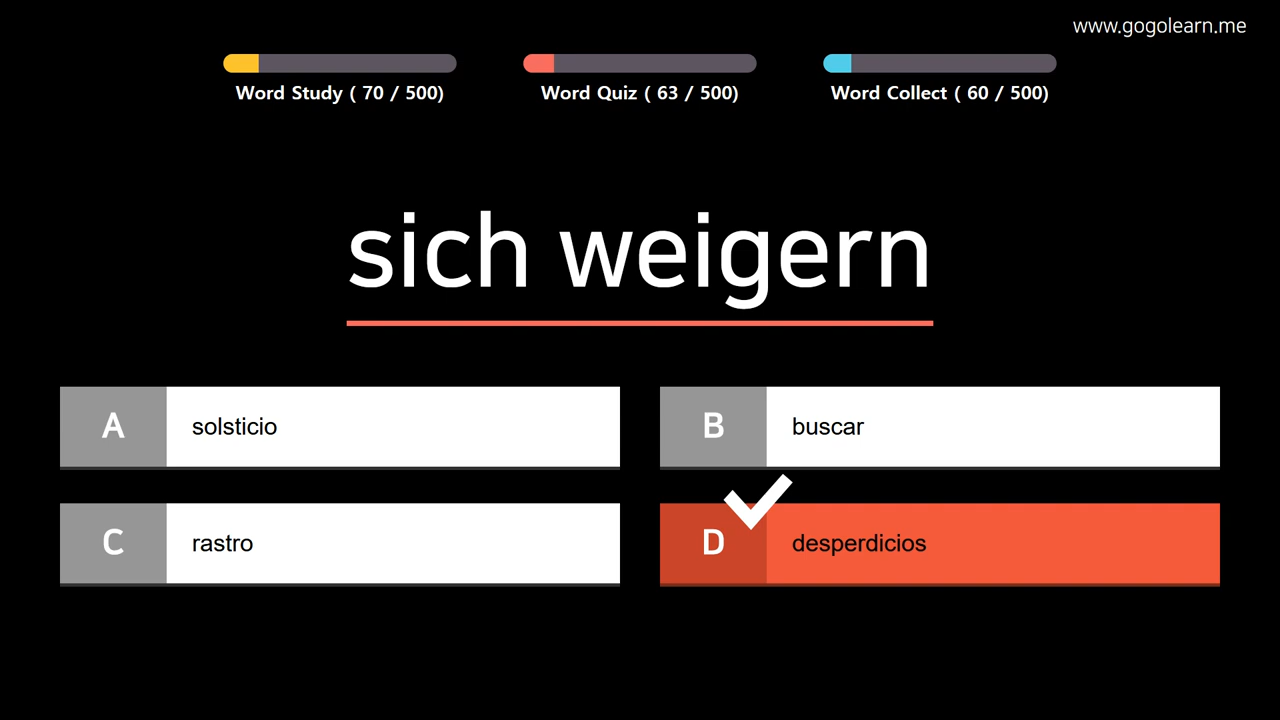 www.gogolearn.me
Word Study ( 70 / 500)
Word Quiz ( 63 / 500)
Word Collect ( 60 / 500)
sich weigern
A solsticio
B buscar
C rastro
D desperdicios